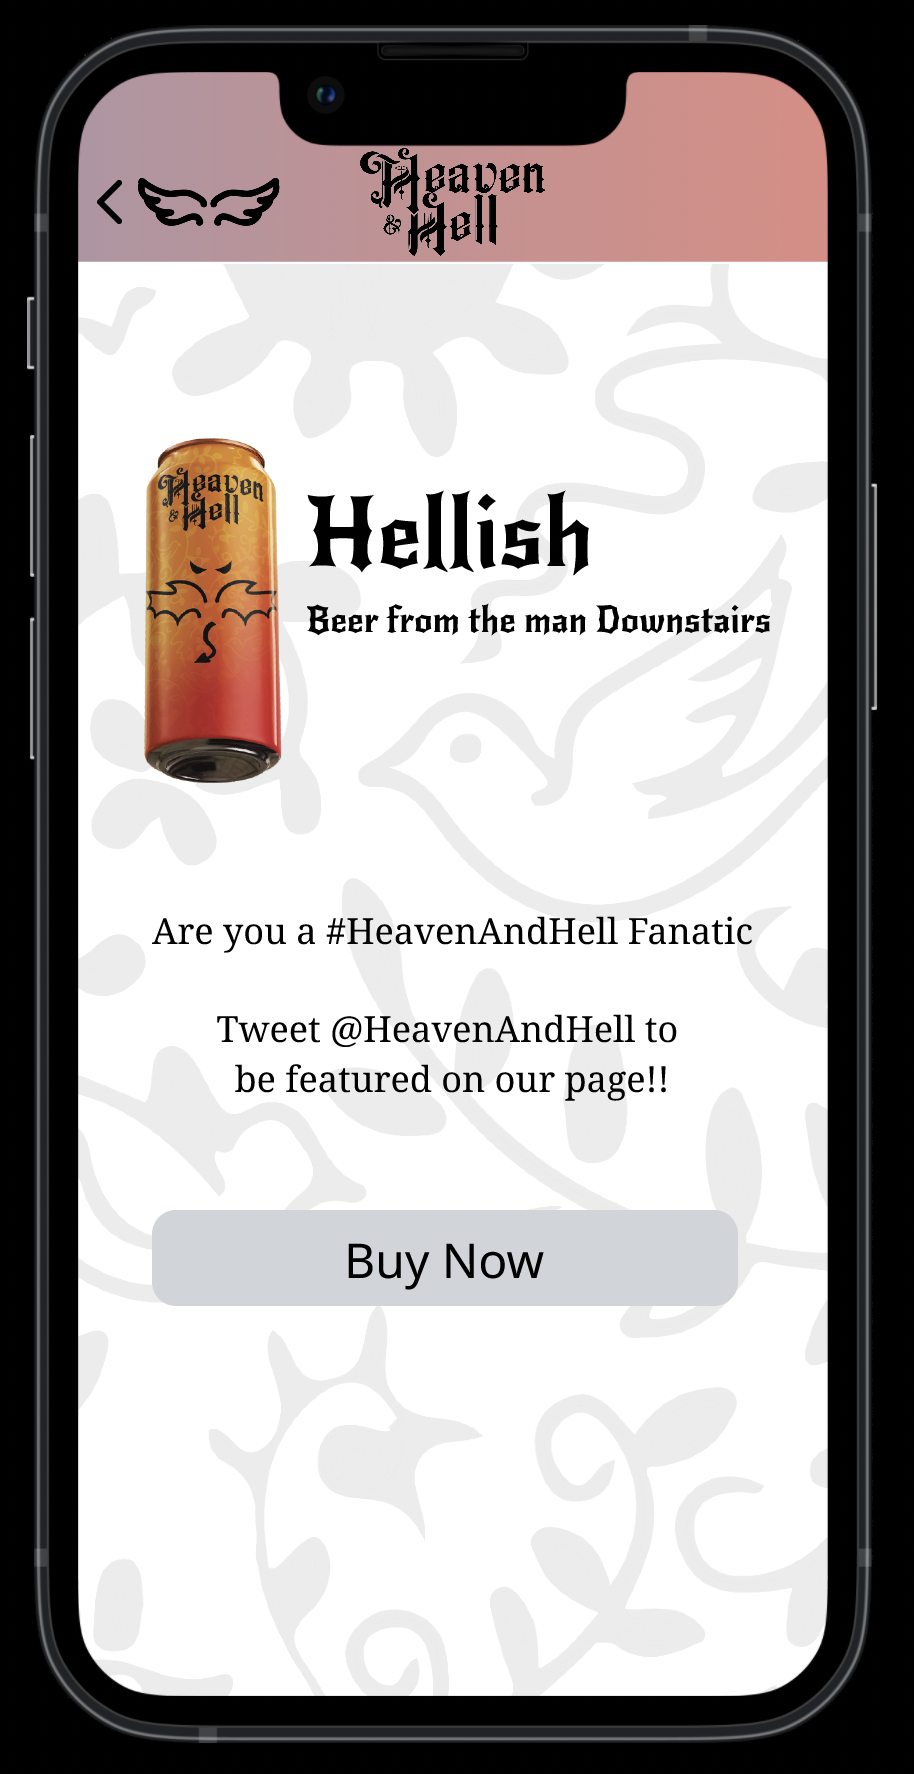 Heaven
& Hell
Heaven
& Hell
Hellish
Beer from the man Downstairs
Are you a #HeavenAndHell Fanatic
Tweet @HeavenAndHell to
be featured on our page!!
Buy Now